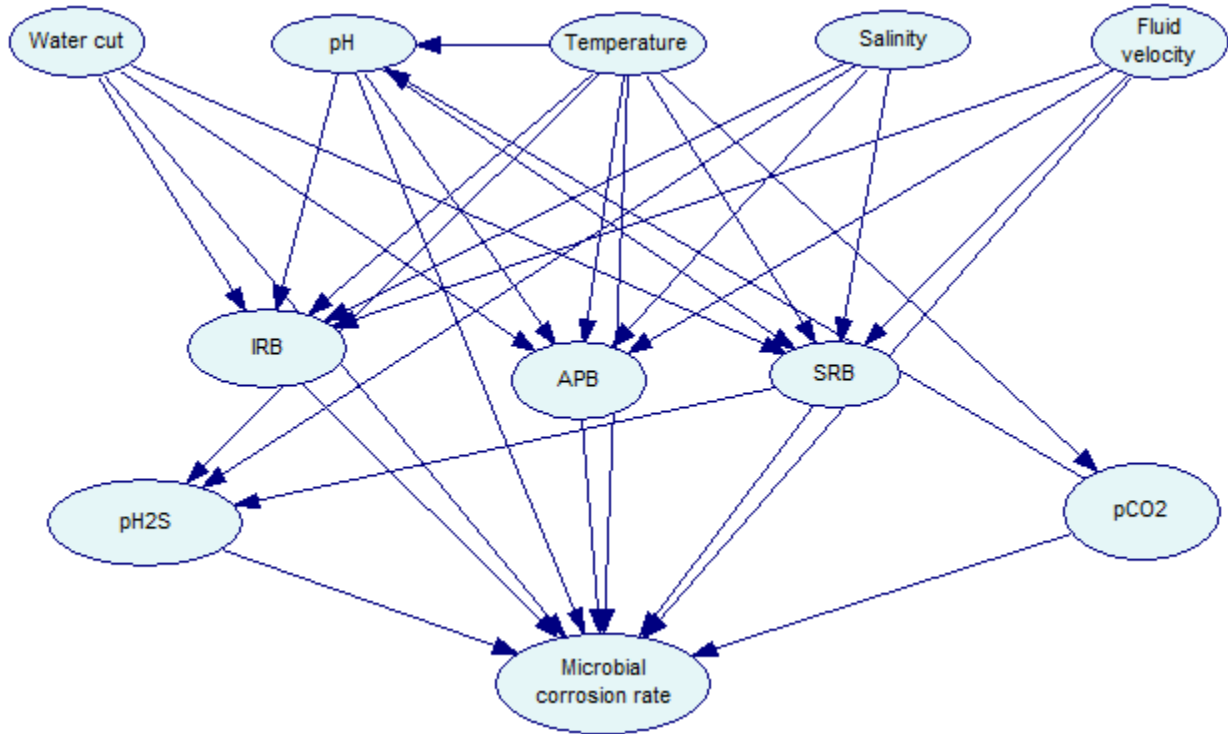 Water cut
pH
Temperature
Salinity
Fluid
velocity
IRB
APB
SRB
pH2S
pCO2
Microbial
corrosion rate